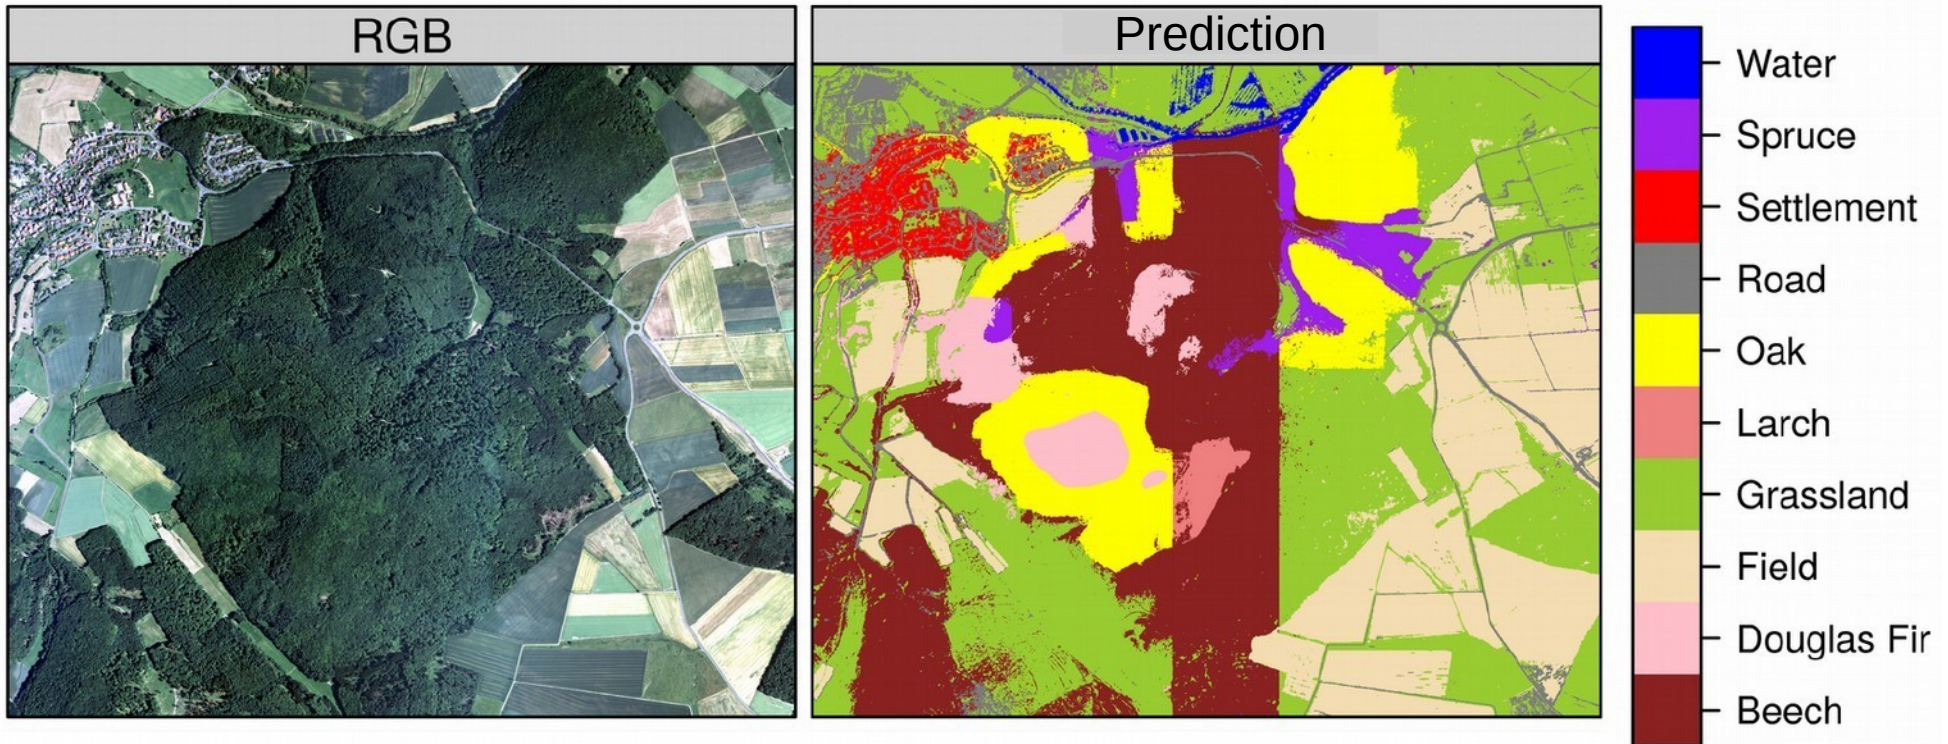 RGB
Prediction
Water
Spruce
Settlement
Road
Oak
Larch
Grassland
Field
Douglas Fir
Beech